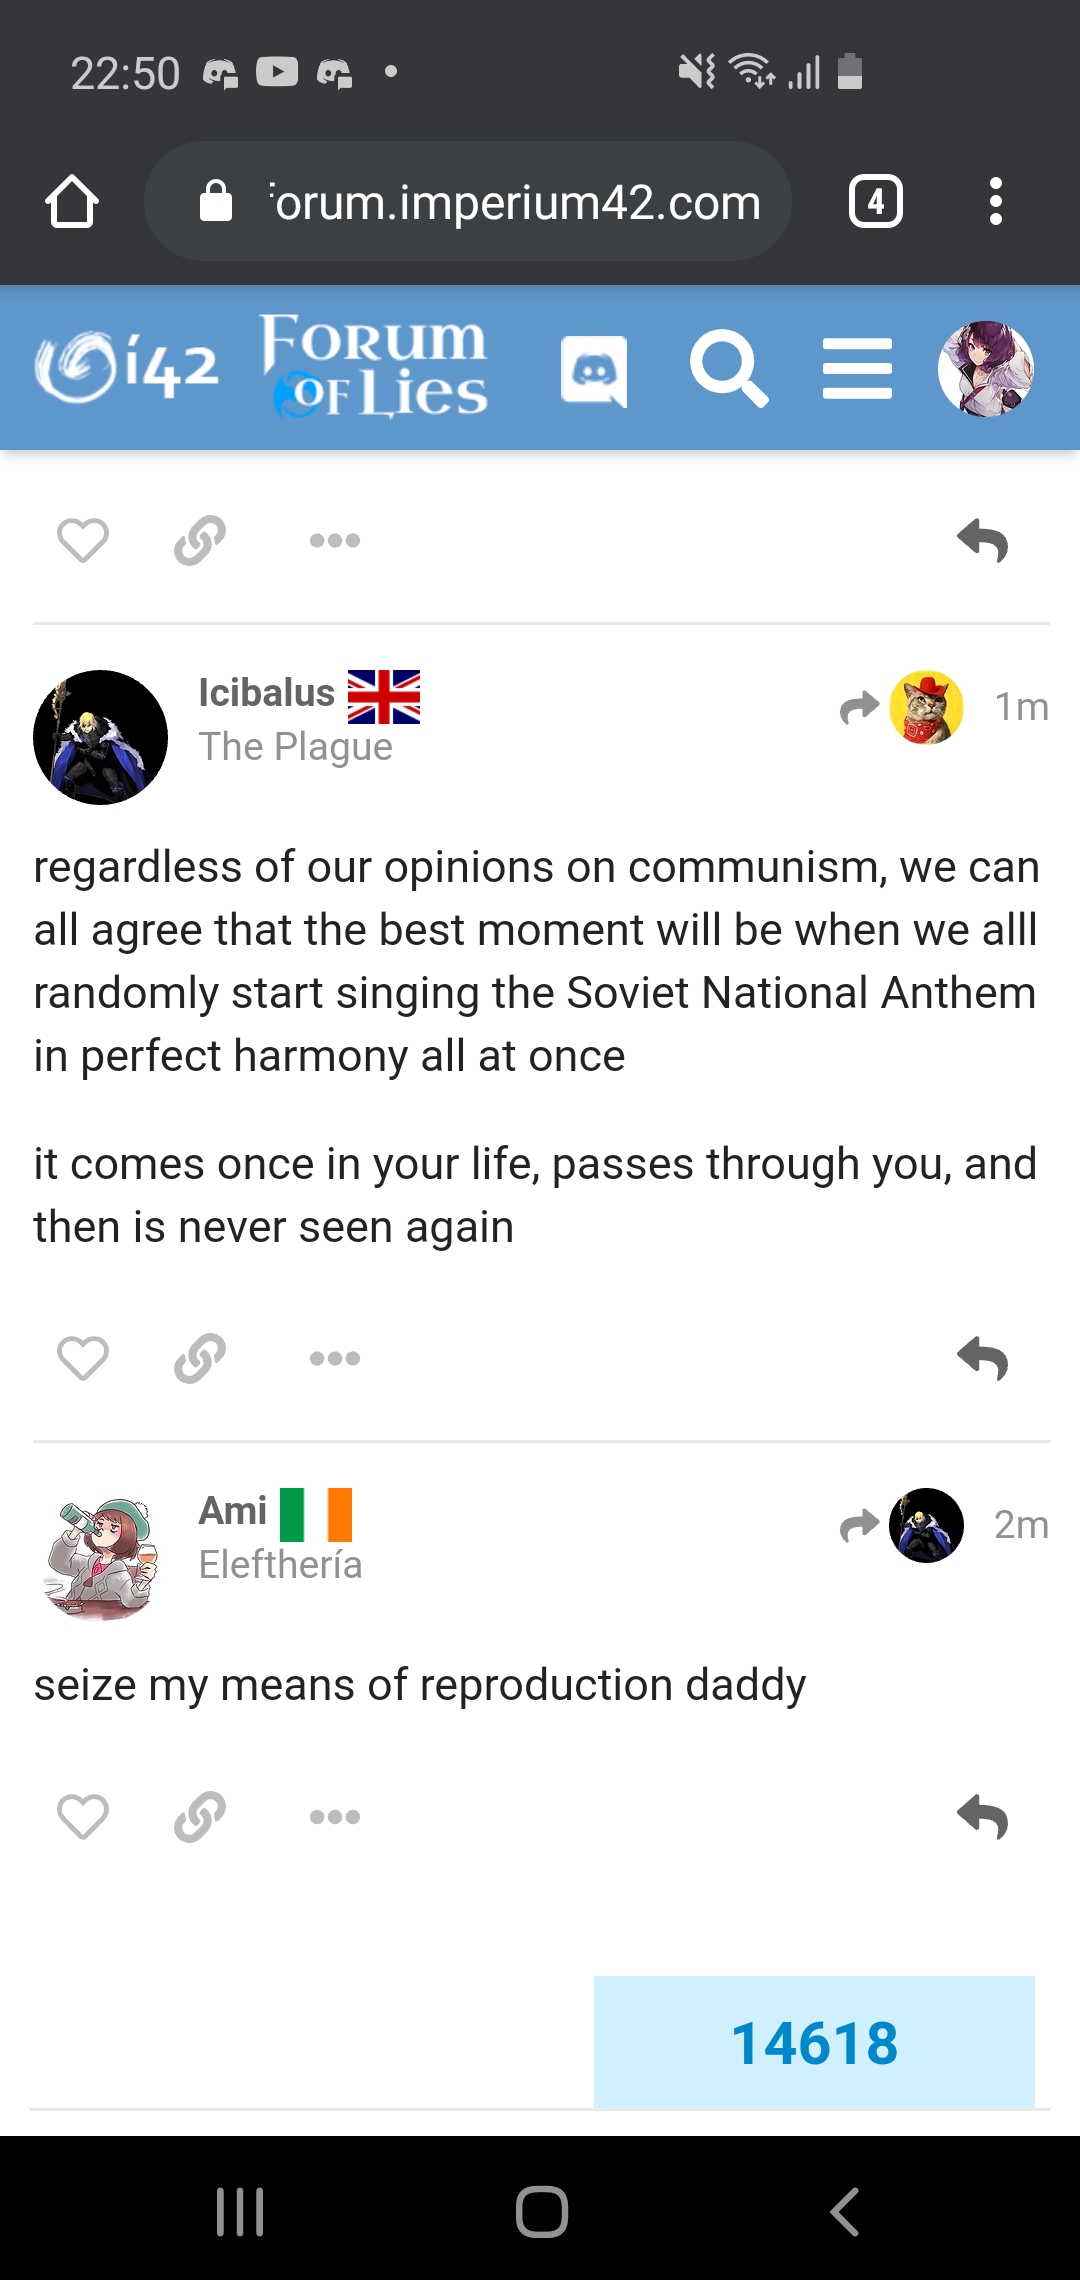 22:50
forum.imperium42.com
4
i42
FORUM
OF LIES
Icibalus
1m
The Plague
regardless of our opinions on communism, we can
all agree that the best moment will be when we alll
randomly start singing the Soviet National Anthem
in perfect harmony all at once
it comes once in your life, passes through you, and
then is never seen again
Ami
2m
Elefthería
seize my means of reproduction daddy
14618